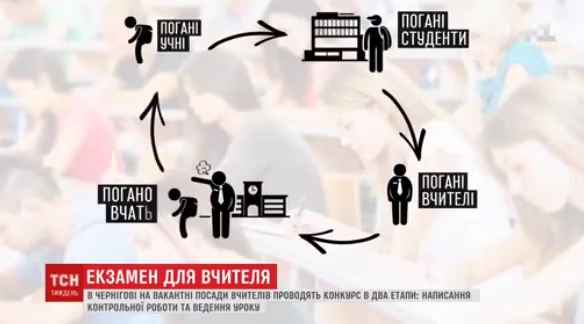 ПОГАНІ
УЧНІ
ПОГАНІ
СТУДЕНТИ
ПОГАНІ
ВЧИТЕЛІ
ПОГАНО
ВЧАТЬ
ТСН
ТИЖДЕНЬ
ЕКЗАМЕН ДЛЯ ВЧИТЕЛЯ
В ЧЕРНІГОВІ НА ВАКАНТНІ ПОСАДИ ВЧИТЕЛІВ ПРОВОДЯТЬ КОНКУРС В ДВА ЕТАПИ: НАПИСАННЯ
КОНТРОЛЬНОЇ РОБОТИ ТА ВЕДЕННЯ УРОКУ